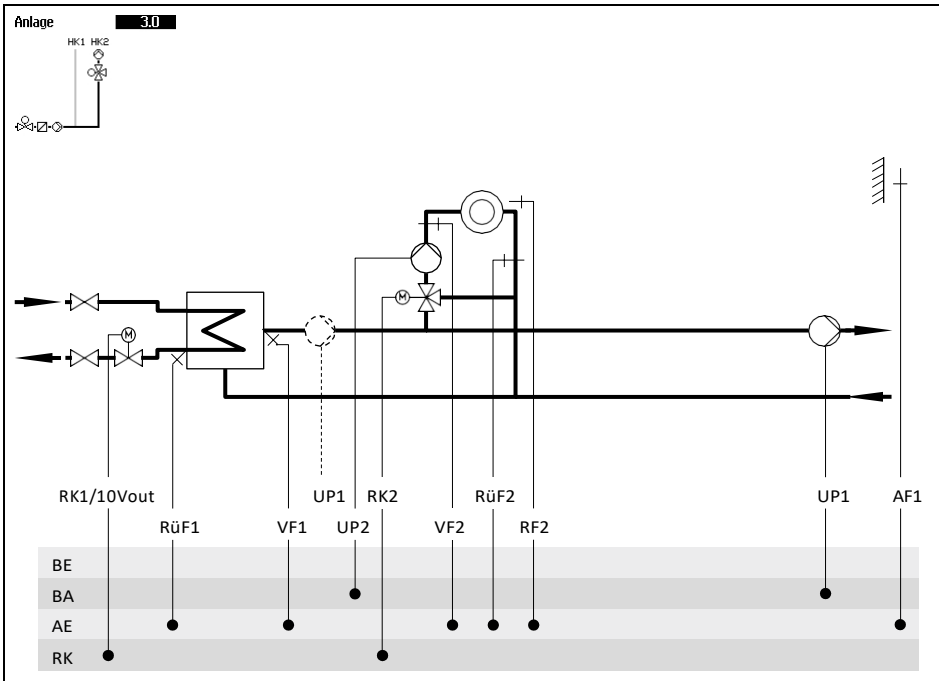 Anlage 3.0
HK1 HK2
M
M
RK1/10Vout UP1 RK2 RüF2 UP1 AF1
RüF1 VF1 UP2 VF2 RF2
BE
BA
AE
RK